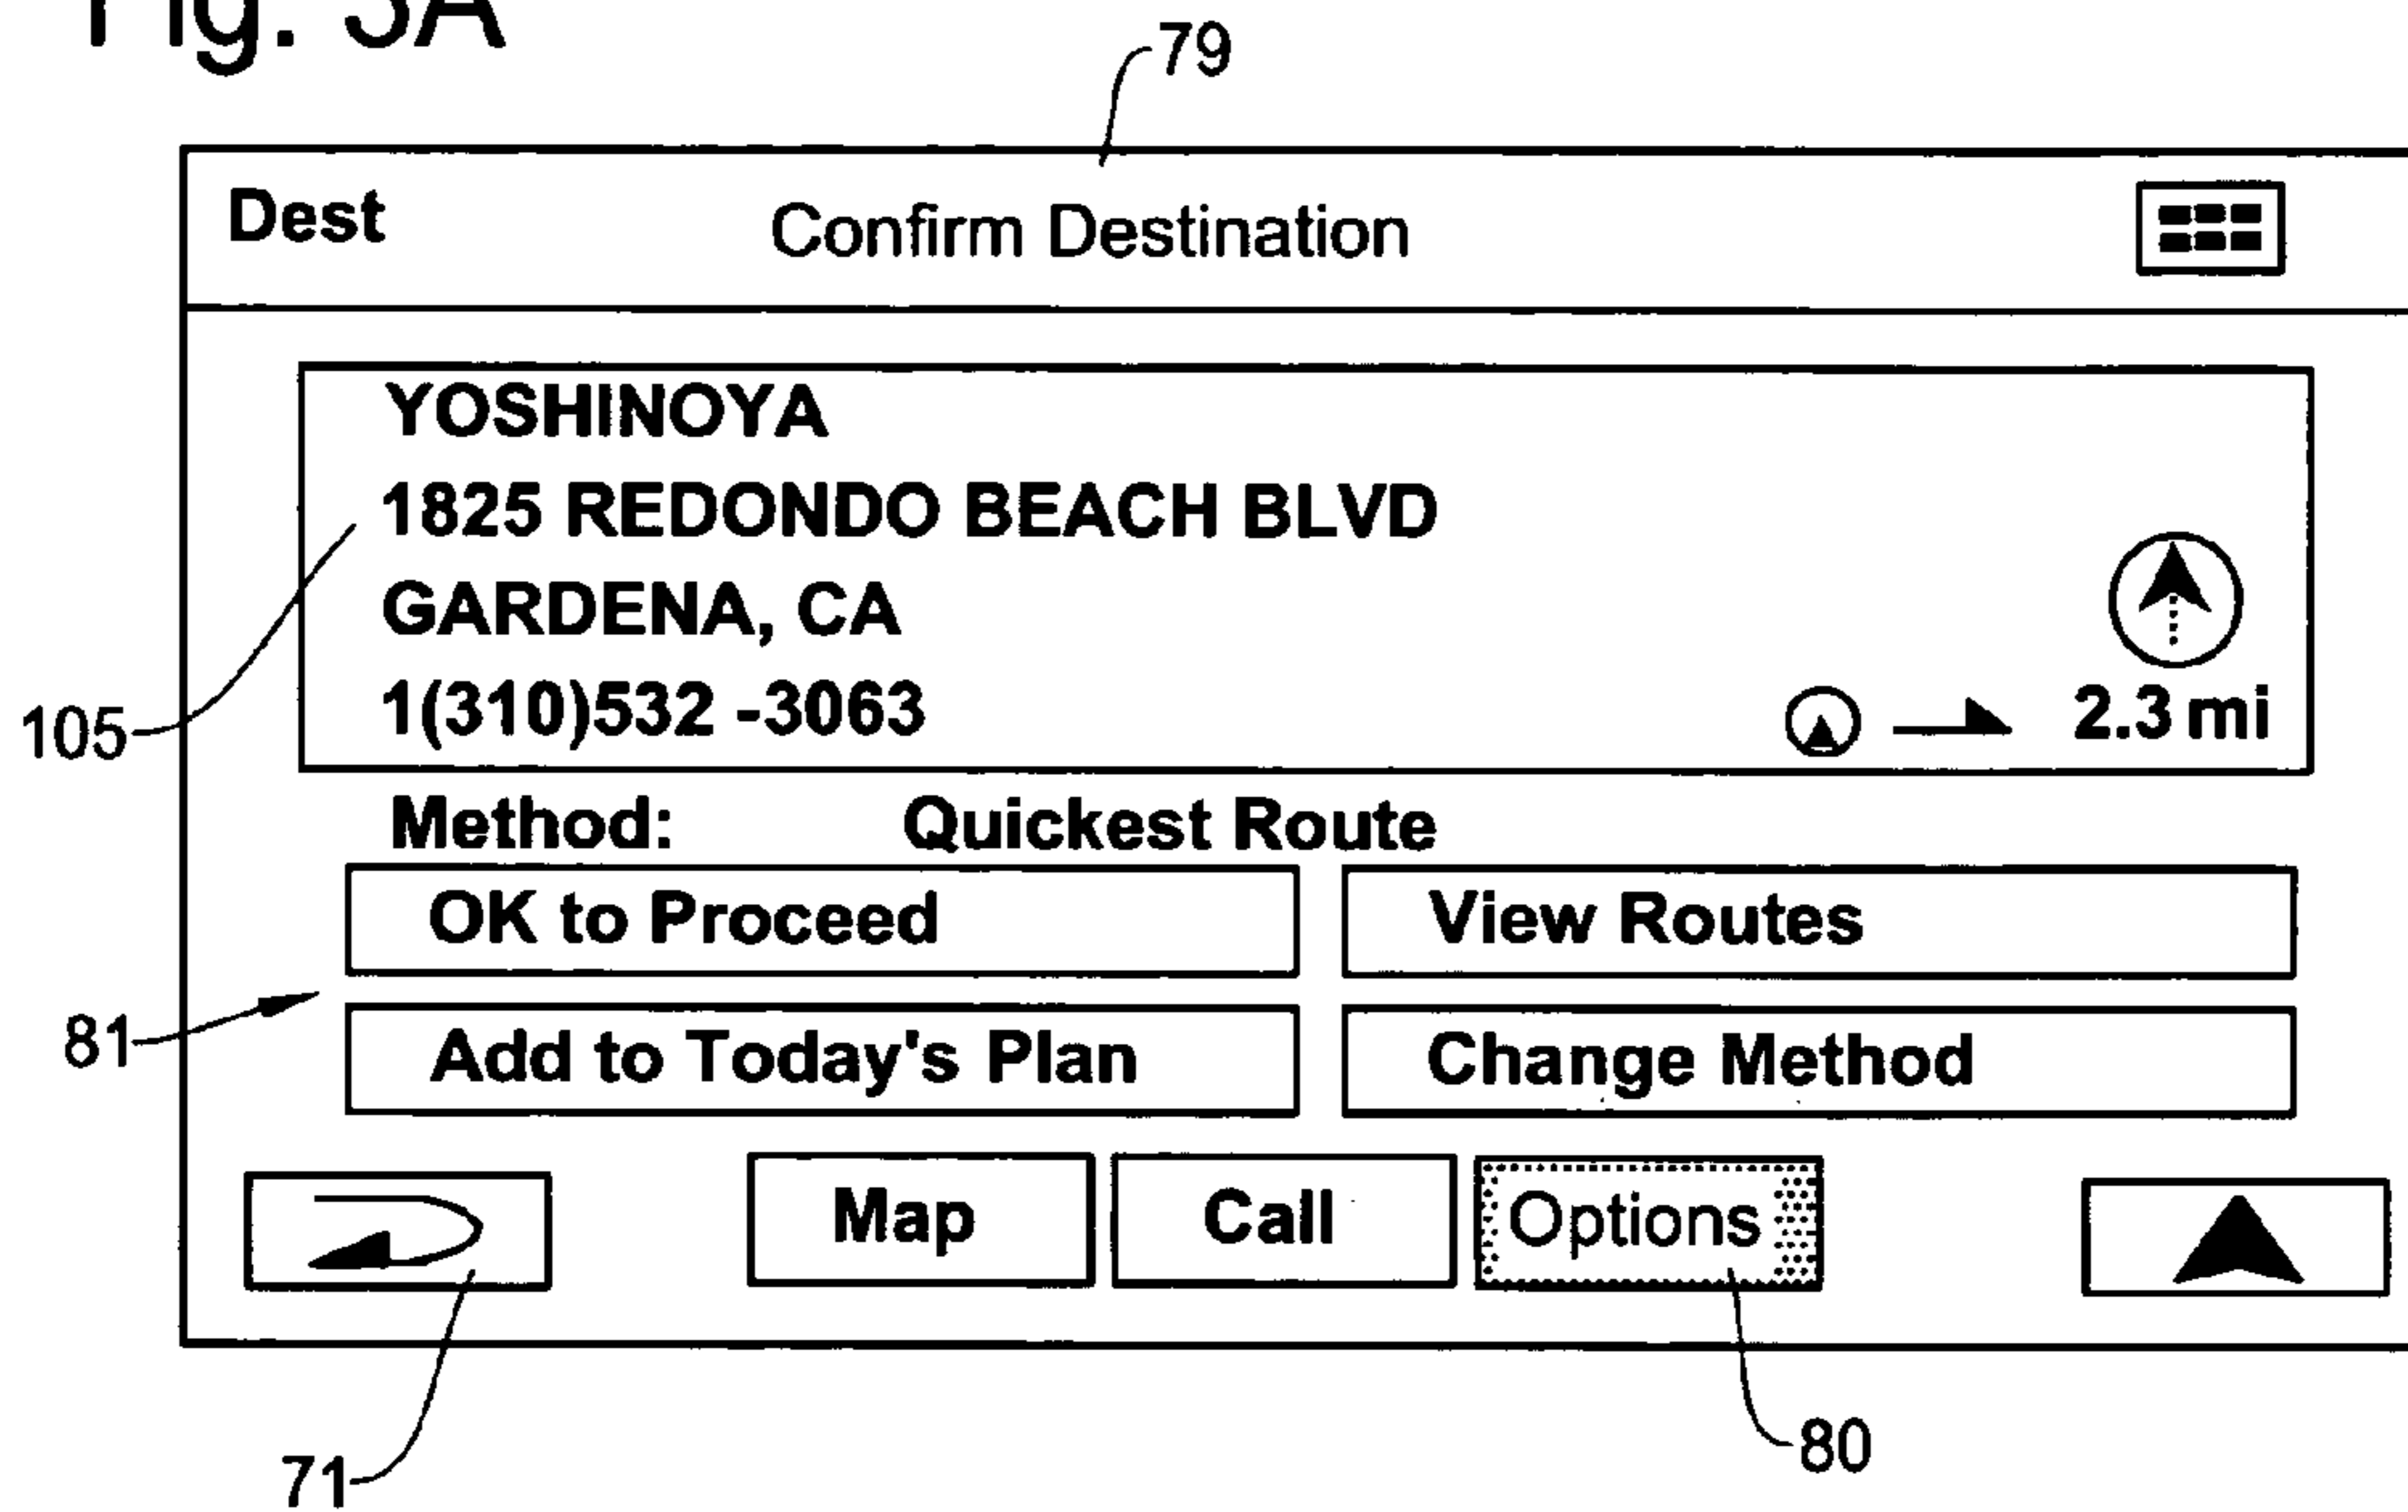 Fig. 3A
79
Dest Confirm Destination
YOSHINOYA
1825 REDONDO BEACH BLVD
GARDENA, CA
1(310)532 -3063 2.3 mi
105
Method: Quickest Route
OK to Proceed View Routes
81
Add to Today's Plan Change Method
Map Call Options
71 80